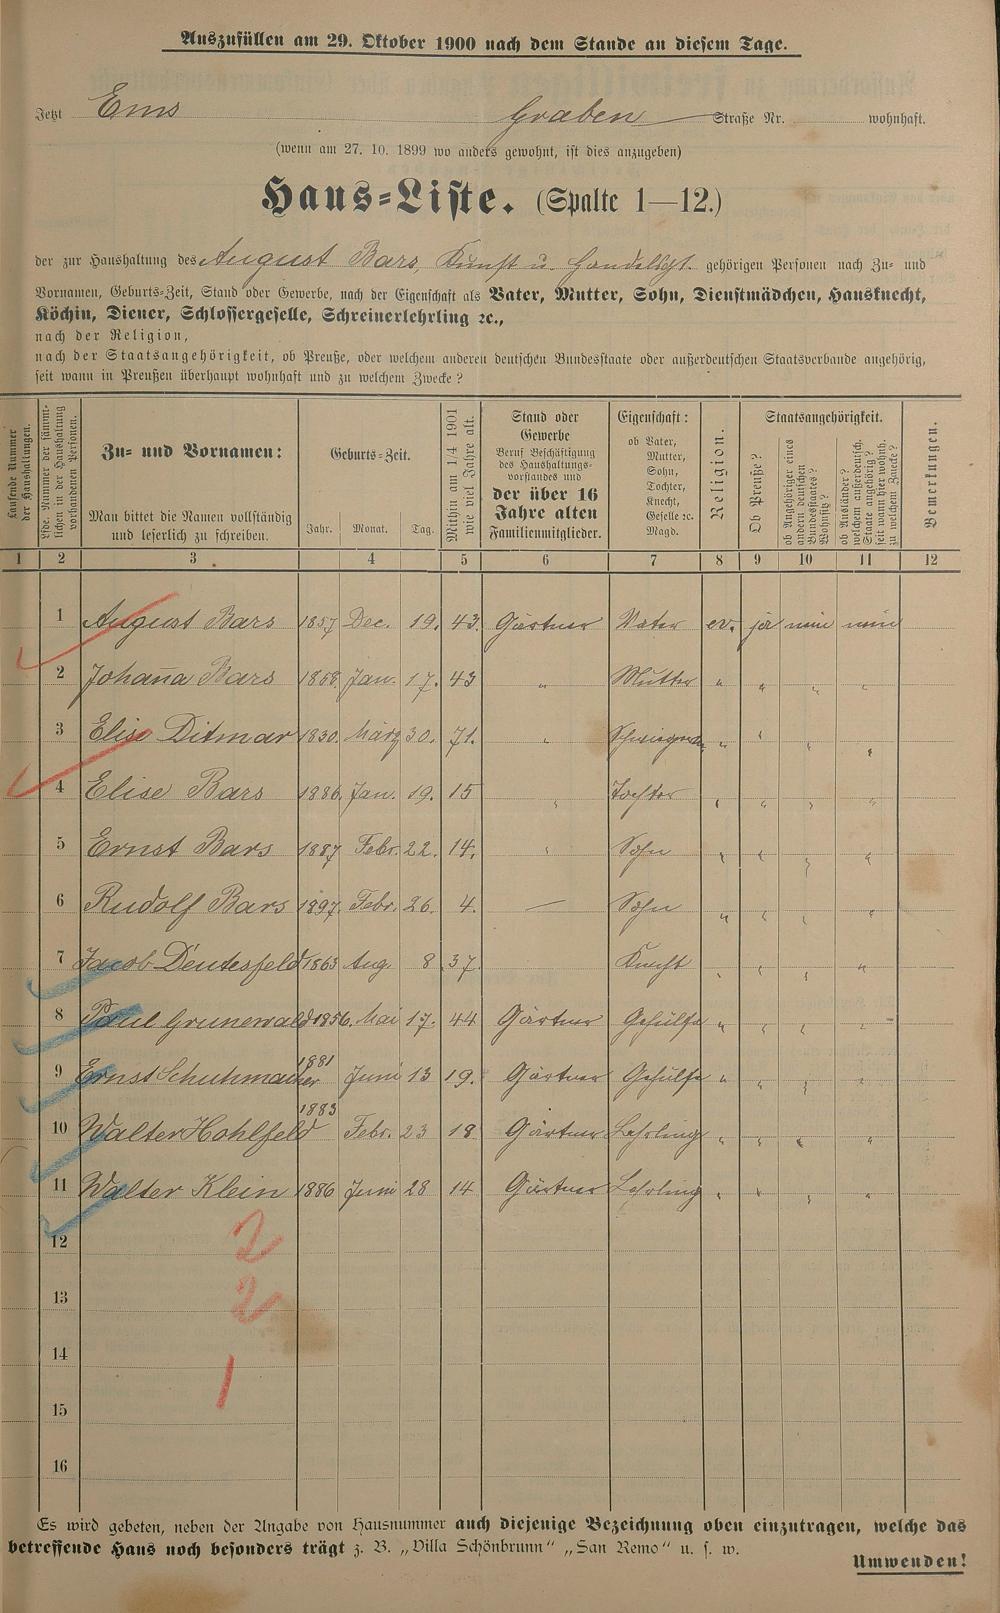 Auszufüllen am 29. Oktober 1900 nach dem Stande an diesem Tage.
Jetzt Ems Graben Straße Nr. wohnhaft.
(wenn am 27. 10. 1899 wo anders gewohnt, ist dies anzugeben)
Haus-Liste. (Spalte 1—12.)
der zur Haushaltung des August Bars, Kunst u. Handelsgt. gehörigen Personen nach Zu- und
Vornamen, Geburts-Zeit, Stand oder Gewerbe, nach der Eigenschaft als Vater, Mutter, Sohn, Dienstmädchen, Hausknecht,
Köchin, Diener, Schlossergeselle, Schreinerlehrling ꝛc.,
nach der Religion,
nach der Staatsangehörigkeit, ob Preuße, oder welchem anderen deutschen Bundesstaate oder außerdeutschen Staatsverbande angehörig,
seit wann in Preußen überhaupt wohnhaft und zu welchem Zwecke?
Laufende Nummer
der Haushaltungen.
Lfde. Nummer der sämmt-
lichen in der Haushaltung
vorhandenen Personen.
Zu- und Vornamen:
Man bittet die Namen vollständig
und leserlich zu schreiben.
Geburts-Zeit.
Jahr. Monat. Tag.
Mithin am 1/4 1901
wie viel Jahre alt.
Stand oder
Gewerbe
Beruf Beschäftigung
des Haushaltungs-
vorstandes und
der über 16
Jahre alten
Familienmitglieder.
Eigenschaft:
ob Vater,
Mutter,
Sohn,
Tochter,
Knecht,
Geselle ꝛc.
Magd.
Religion.
Staatsangehörigkeit.
Ob Preuße?
ob Angehöriger eines
andern deutschen
Bundesstaates?
Wohnsitz?
ob Ausländer?
welchem außerdeutsch.
Staate angehörig?
seit wann hier wohnh.
zu welchem Zwecke?
Bemerkungen.
1 2 3 4 5 6 7 8 9 10 11 12
1 August Bars 1857 Dec. 19. 43. Gärtner Vater ev. ja nein nein
2 Johan̄a Bars 1858. Jan. 17. 43 " Mutter " " " "
3 Elise Ditmar 1830. März 30. 71. " " " " "
4 Elise Bars 1886. Jan. 19. 15 " Tochter " " " "
5 Ernst Bars 1887 Febr. 22. 14. " Sohn " " " "
6 Rudolf Bars 1897. Febr. 26. 4. — Sohn " " " "
7 Jacob Deutesfeld 1863 Aug. 8 37. Knecht " " " "
8 Paul Grunewald 1856. Mai 17. 44 Gärtner Gehülfe " " " "
9 Ernst Schuhmacher 1881 Juni 13 19. Gärtner Gehülfe " " " "
10 Walter Hohlfeld 1883 Febr. 23 18 Gärtner Lehrling " " " "
11 Walter Klein 1886 Juni 28 14 Gärtner Lehrling " " " "
12 2
13 2
14 1
15
16
Es wird gebeten, neben der Angabe von Hausnummer auch diejenige Bezeichnung oben einzutragen, welche das
betreffende Haus noch besonders trägt z. B. „Villa Schönbrunn“ „San Remo“ u. s. w.
Umwenden!